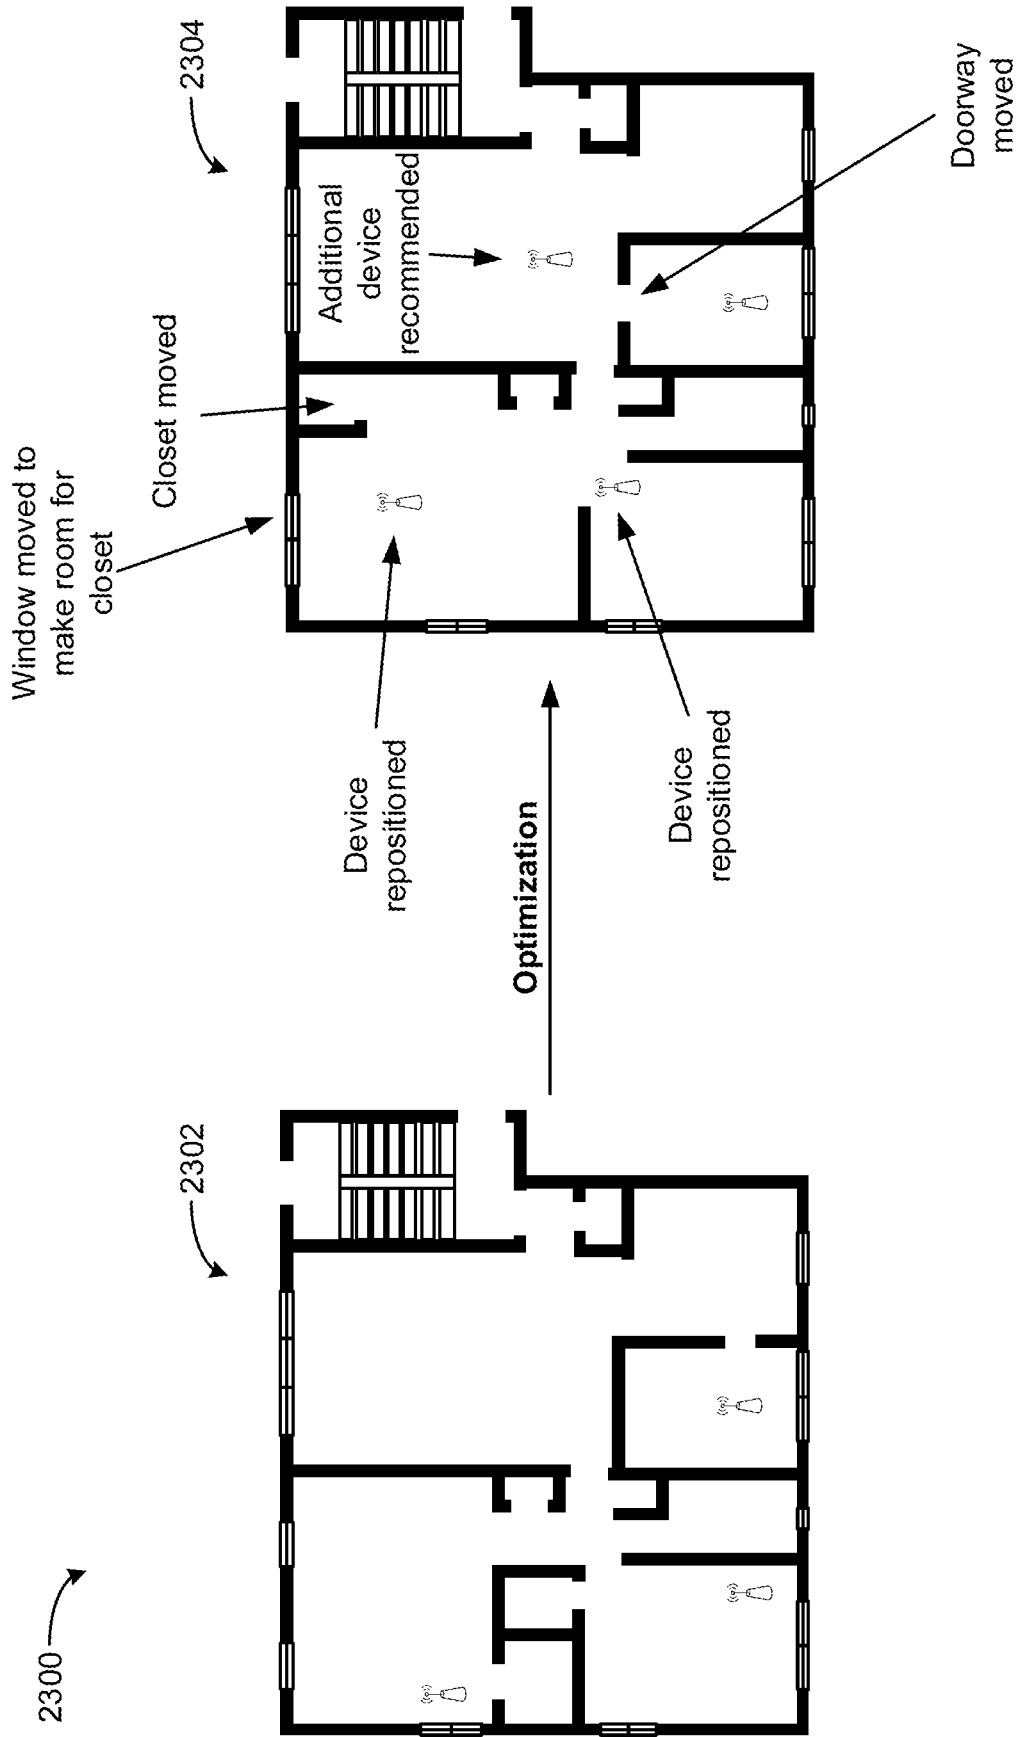 2300
2302
Optimization
Device
repositioned
Device
repositioned
Window moved to
make room for
closet
Closet moved
2304
Additional
device
recommended
Doorway
moved